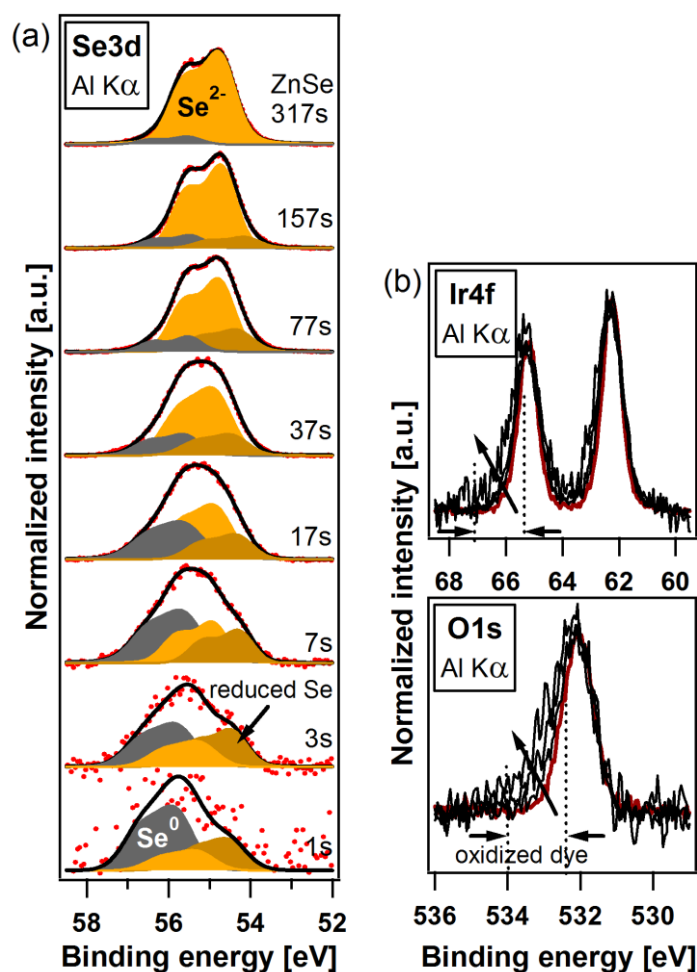 (a)
Se3d
Al Kα
ZnSe
317s
Se2-
157s
77s
37s
17s
7s
reduced Se
3s
Se0
1s
Normalized intensity [a.u.]
58 56 54 52
Binding energy [eV]
(b)
Ir4f
Al Kα
68 66 64 62 60
O1s
Al Kα
oxidized dye
Normalized intensity [a.u.]
536 534 532 530
Binding energy [eV]